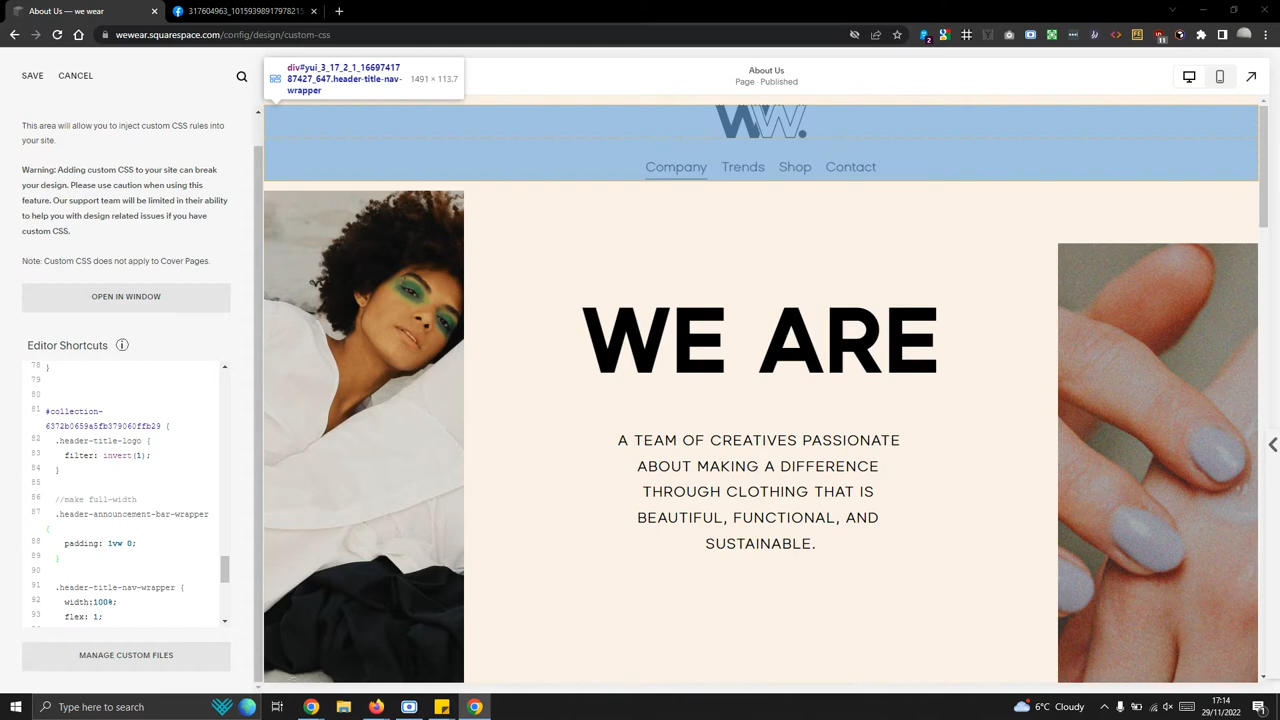 About Us — we wear
317604963_1015939891797821
wewear.squarespace.com/config/design/custom-css
SAVE CANCEL
div#yui_3_17_2_1_16697417
87427_647.header-title-nav-
wrapper
1491 × 113.7
About Us
Page · Published
This area will allow you to inject custom CSS rules into
your site.
Warning: Adding custom CSS to your site can break
your design. Please use caution when using this
feature. Our support team will be limited in their ability
to help you with design related issues if you have
custom CSS.
Note: Custom CSS does not apply to Cover Pages.
OPEN IN WINDOW
Editor Shortcuts
78 }
79
80
81 #collection-
6372b0659a5fb379060ffb29 {
82 .header-title-logo {
83 filter: invert(1);
84 }
85
86 //make full-width
87 .header-announcement-bar-wrapper
{
88 padding: 1vw 0;
89 }
90
91 .header-title-nav-wrapper {
92 width:100%;
93 flex: 1;
MANAGE CUSTOM FILES
WW.
Company Trends Shop Contact
WE ARE
A TEAM OF CREATIVES PASSIONATE
ABOUT MAKING A DIFFERENCE
THROUGH CLOTHING THAT IS
BEAUTIFUL, FUNCTIONAL, AND
SUSTAINABLE.
Type here to search
6°C Cloudy
17:14
29/11/2022